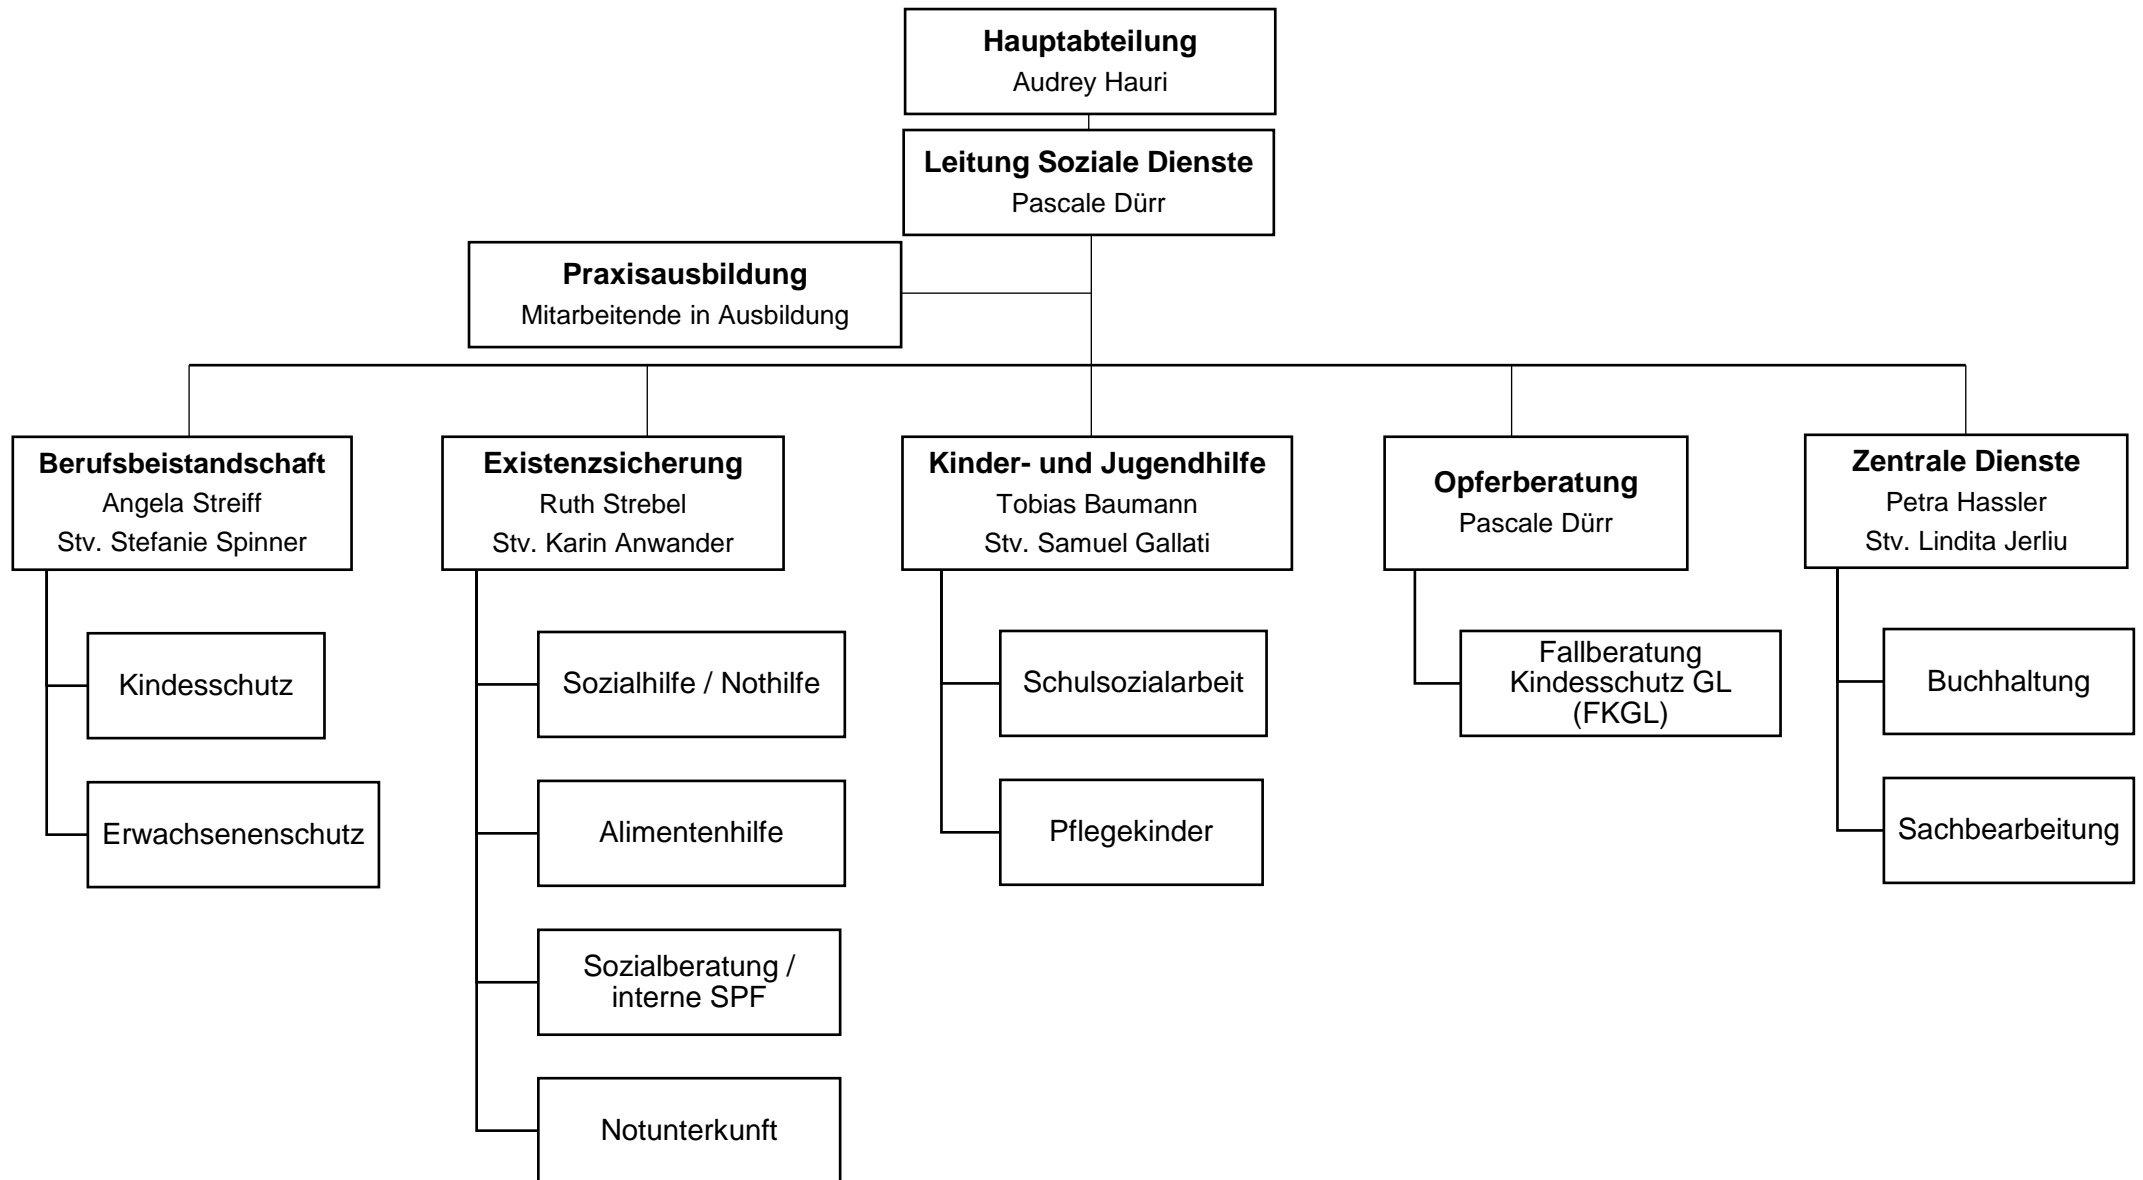 Hauptabteilung
Audrey Hauri
Leitung Soziale Dienste
Pascale Dürr
Praxisausbildung
Mitarbeitende in Ausbildung
Berufsbeistandschaft
Angela Streiff
Stv. Stefanie Spinner
Kindesschutz
Erwachsenenschutz
Existenzsicherung
Ruth Strebel
Stv. Karin Anwander
Sozialhilfe / Nothilfe
Alimentenhilfe
Sozialberatung /
interne SPF
Notunterkunft
Kinder- und Jugendhilfe
Tobias Baumann
Stv. Samuel Gallati
Schulsozialarbeit
Pflegekinder
Opferberatung
Pascale Dürr
Fallberatung
Kindesschutz GL
(FKGL)
Zentrale Dienste
Petra Hassler
Stv. Lindita Jerliu
Buchhaltung
Sachbearbeitung